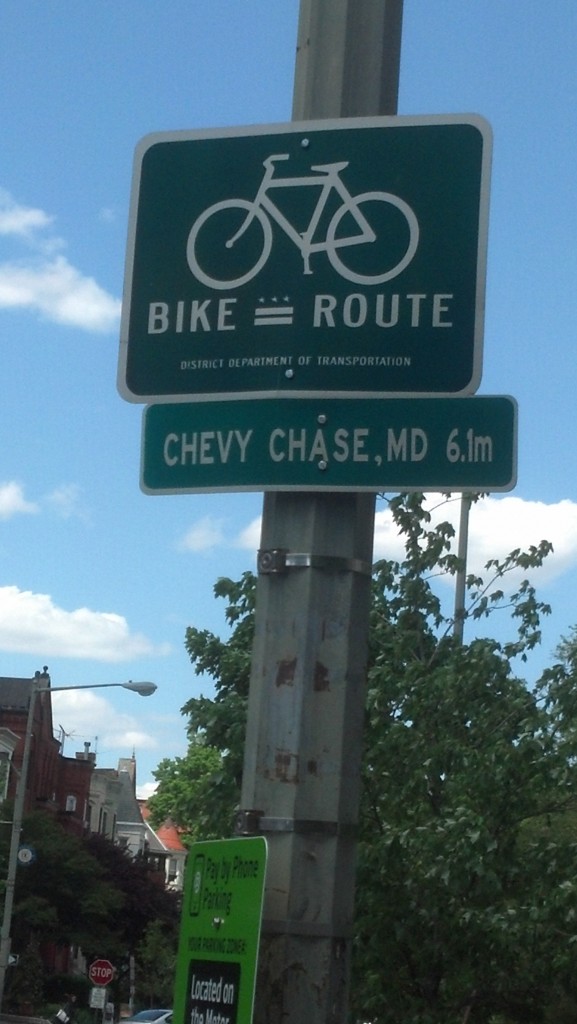 BIKE ROUTE
DISTRICT DEPARTMENT OF TRANSPORTATION
CHEVY CHASE, MD 6.1m
Pay by Phone
Parking
YOUR PARKING ZONE#:
Located on
the Meter
STOP